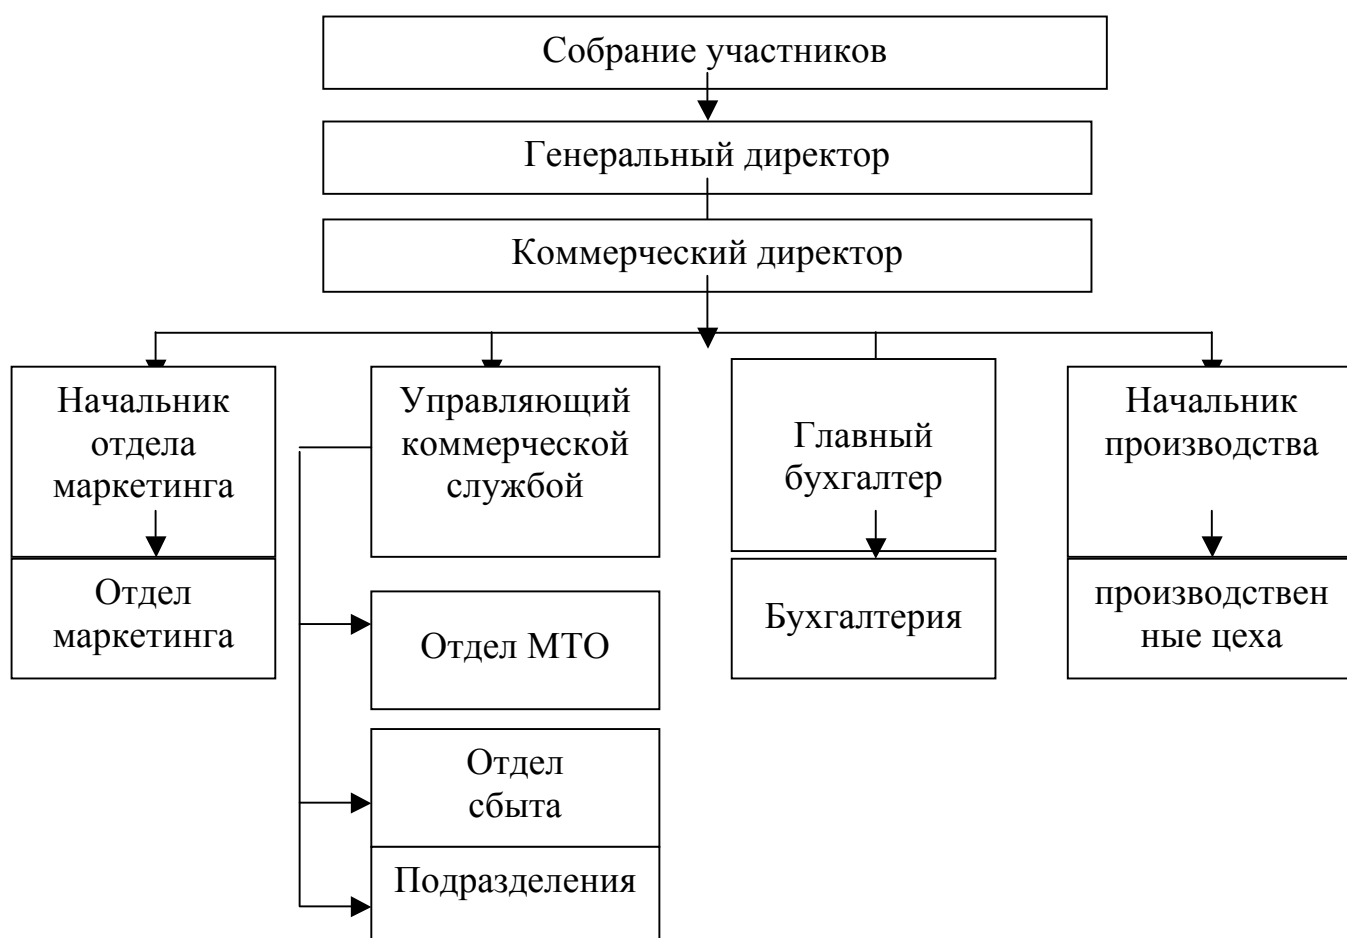 Собрание участников
Генеральный директор
Коммерческий директор
Начальник
отдела
маркетинга
Управляющий
коммерческой
службой
Главный
бухгалтер
Начальник
производства
Отдел
маркетинга
Отдел МТО
Бухгалтерия
производствен
ные цеха
Отдел
сбыта
Подразделения